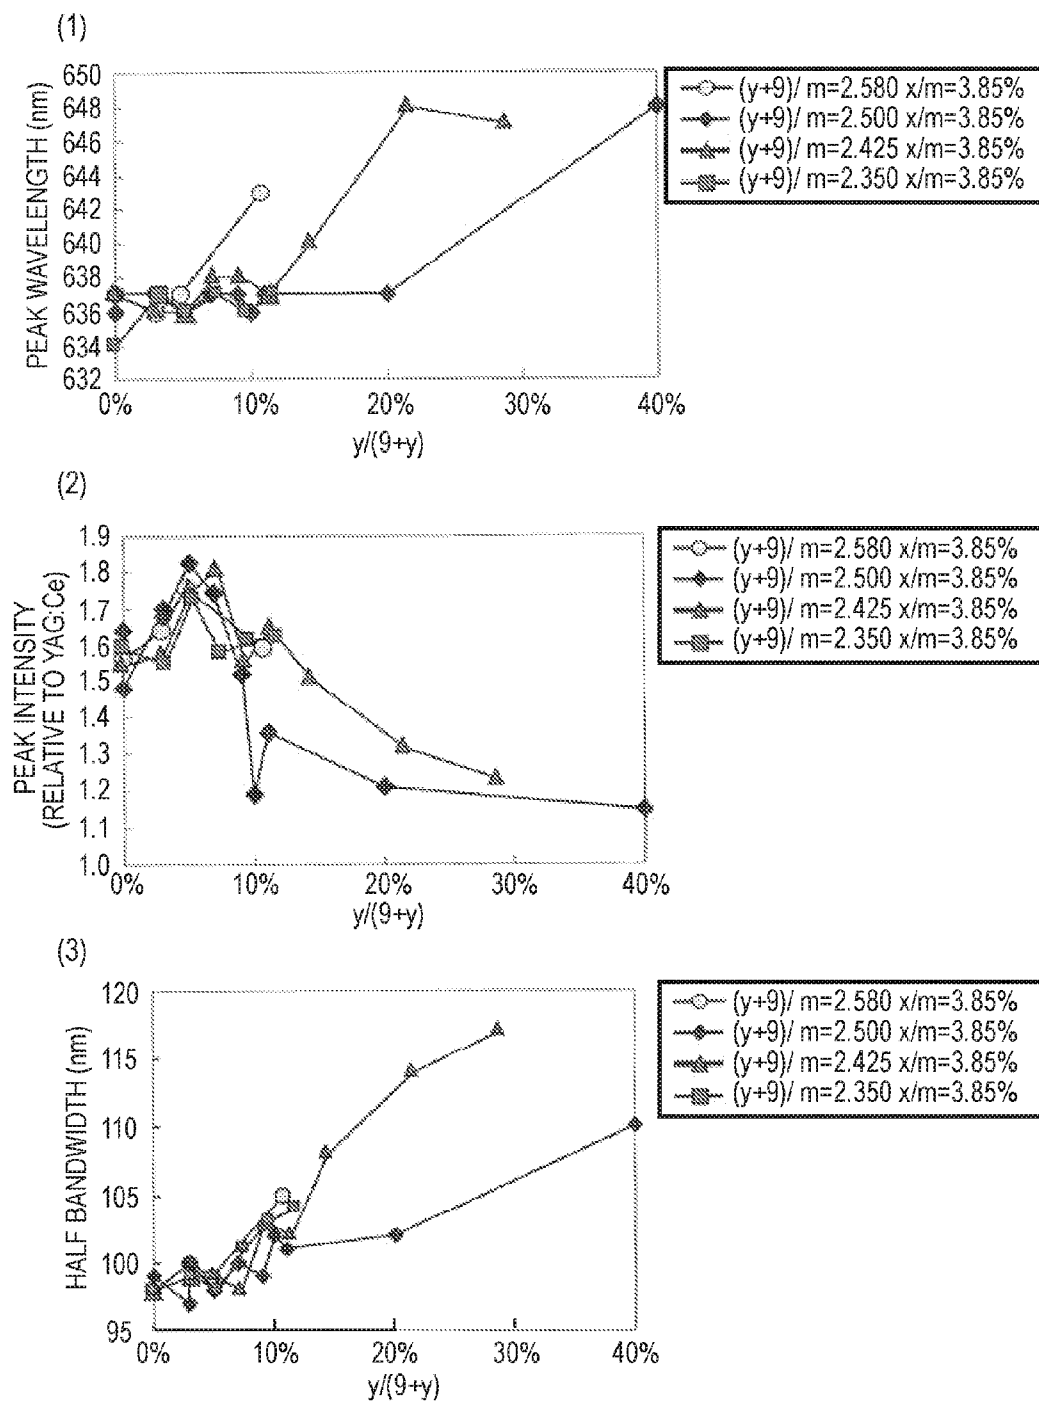 (1)
PEAK WAVELENGTH (nm)
650
648
646
644
642
640
638
636
634
632
0%
10%
20%
30%
40%
y/(9+y)
(y+9)/ m=2.580 x/m=3.85%
(y+9)/ m=2.500 x/m=3.85%
(y+9)/ m=2.425 x/m=3.85%
(y+9)/ m=2.350 x/m=3.85%
(2)
PEAK INTENSITY
(RELATIVE TO YAG:Ce)
1.9
1.8
1.7
1.6
1.5
1.4
1.3
1.2
1.1
1.0
0%
10%
20%
30%
40%
y/(9+y)
(y+9)/ m=2.580 x/m=3.85%
(y+9)/ m=2.500 x/m=3.85%
(y+9)/ m=2.425 x/m=3.85%
(y+9)/ m=2.350 x/m=3.85%
(3)
HALF BANDWIDTH (nm)
120
115
110
105
100
95
0%
10%
20%
30%
40%
y/(9+y)
(y+9)/ m=2.580 x/m=3.85%
(y+9)/ m=2.500 x/m=3.85%
(y+9)/ m=2.425 x/m=3.85%
(y+9)/ m=2.350 x/m=3.85%